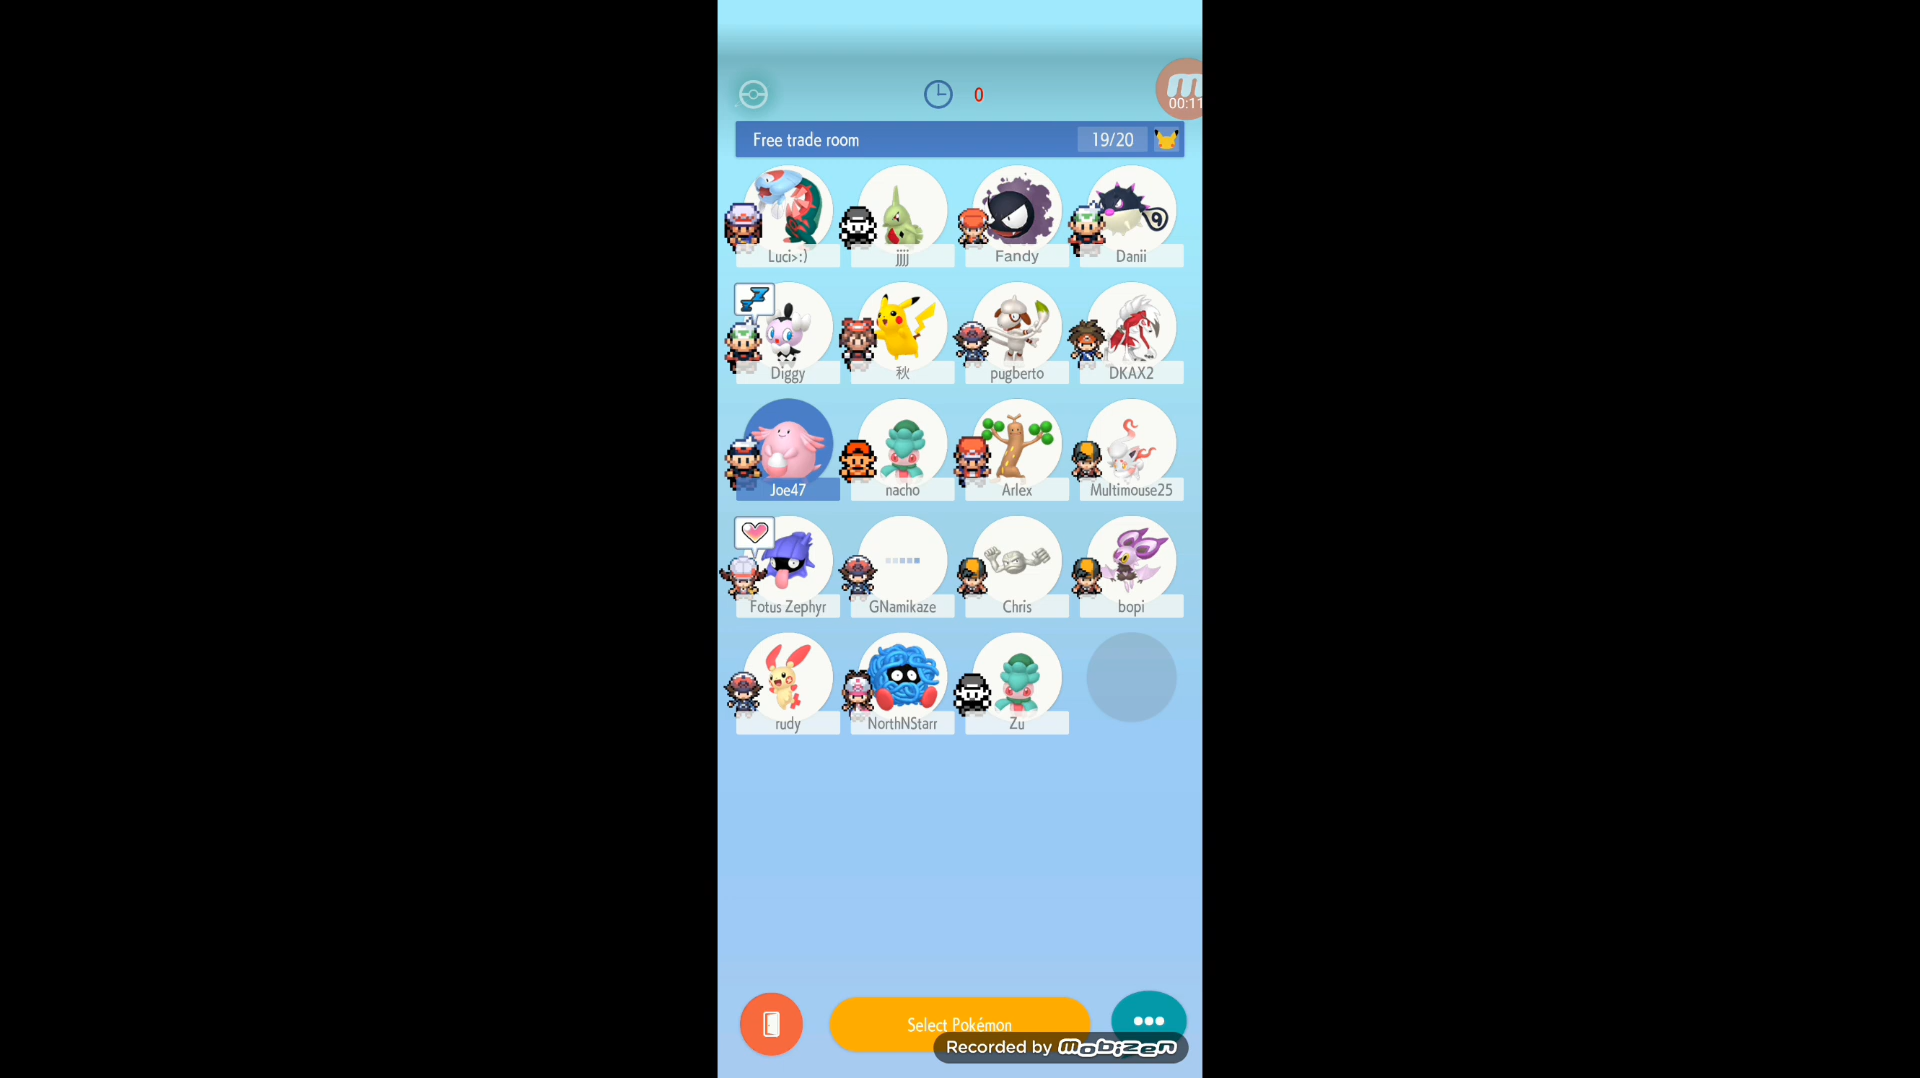 0
00:11
Free trade room 19/20
Luci>:) jjjj Fandy Danii
Diggy 秋 pugberto DKAX2
Joe47 nacho Arlex Multimouse25
Fotus Zephyr GNamikaze Chris bopi
rudy NorthNStarr Zu
Select Pokémon
Recorded by mobizen